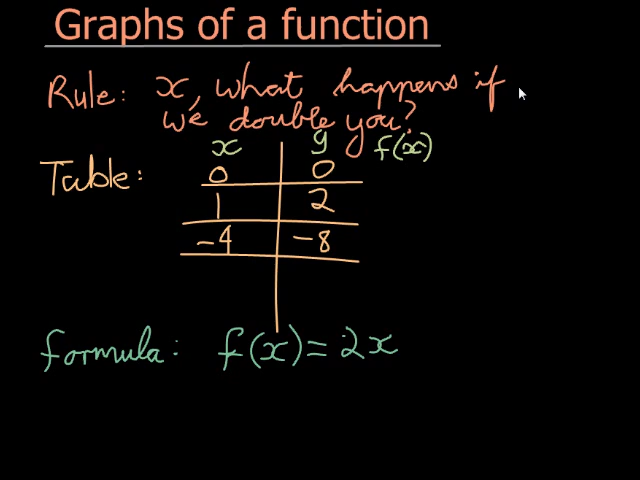 Graphs of a function
Rule: x, what happens if
we double you?
x y f(x)
Table: 0 0
1 2
-4 -8
formula: f(x) = 2x